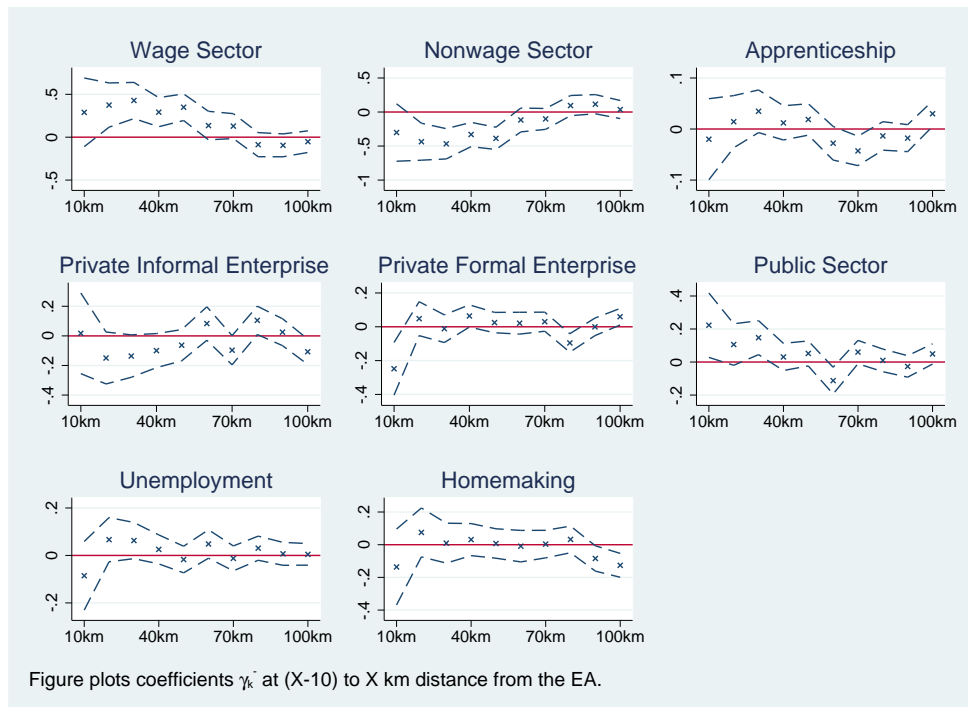 Wage Sector
.5
0
-.5
10km 40km 70km 100km
Nonwage Sector
.5
0
-.5
-1
10km 40km 70km 100km
Apprenticeship
.1
0
-.1
10km 40km 70km 100km
Private Informal Enterprise
.2
0
-.2
-.4
10km 40km 70km 100km
Private Formal Enterprise
.2
0
-.2
-.4
10km 40km 70km 100km
Public Sector
.4
.2
0
-.2
10km 40km 70km 100km
Unemployment
.2
0
-.2
10km 40km 70km 100km
Homemaking
.2
0
-.2
-.4
10km 40km 70km 100km
Figure plots coefficients γₖ⁻ at (X-10) to X km distance from the EA.